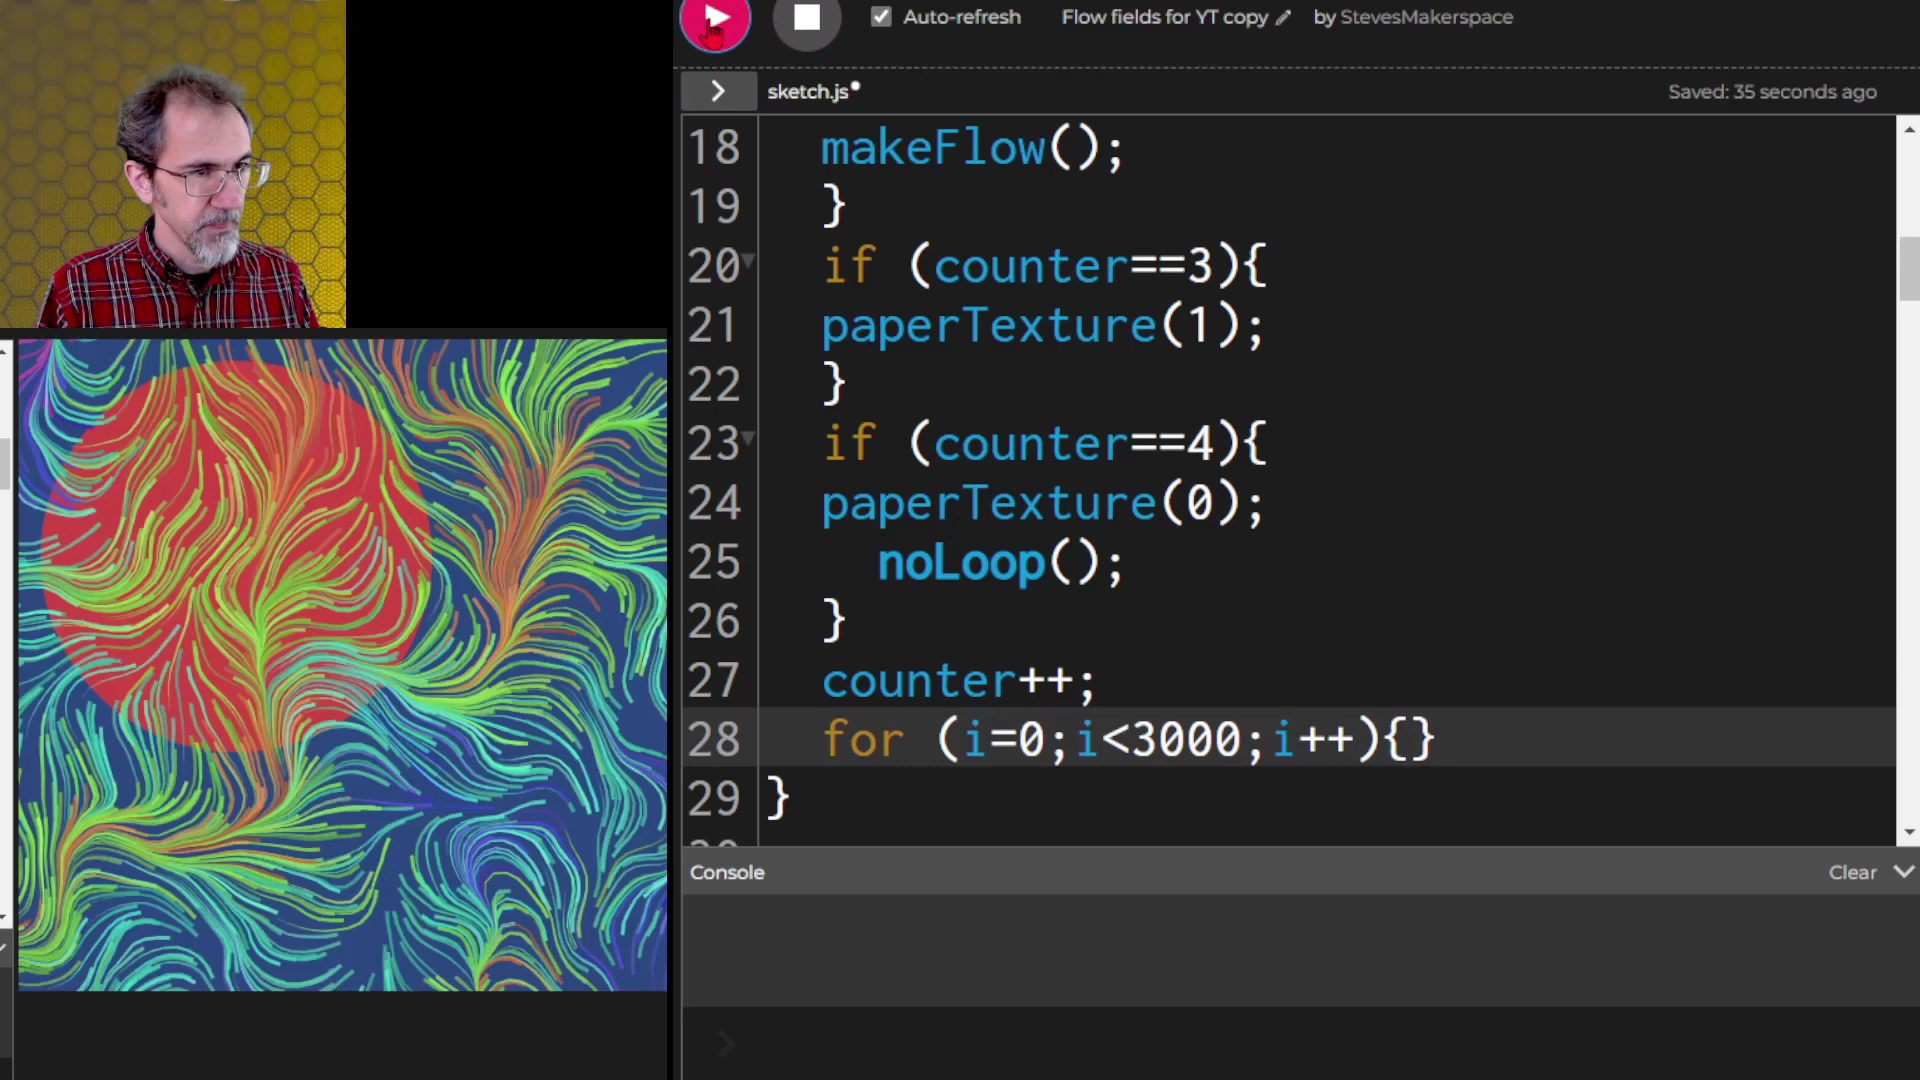 Auto-refresh Flow fields for YT copy by StevesMakerspace
sketch.js• Saved: 35 seconds ago
18 makeFlow();
19 }
20 if (counter==3){
21 paperTexture(1);
22 }
23 if (counter==4){
24 paperTexture(0);
25 noLoop();
26 }
27 counter++;
28 for (i=0;i<3000;i++){}
29 }
Console Clear